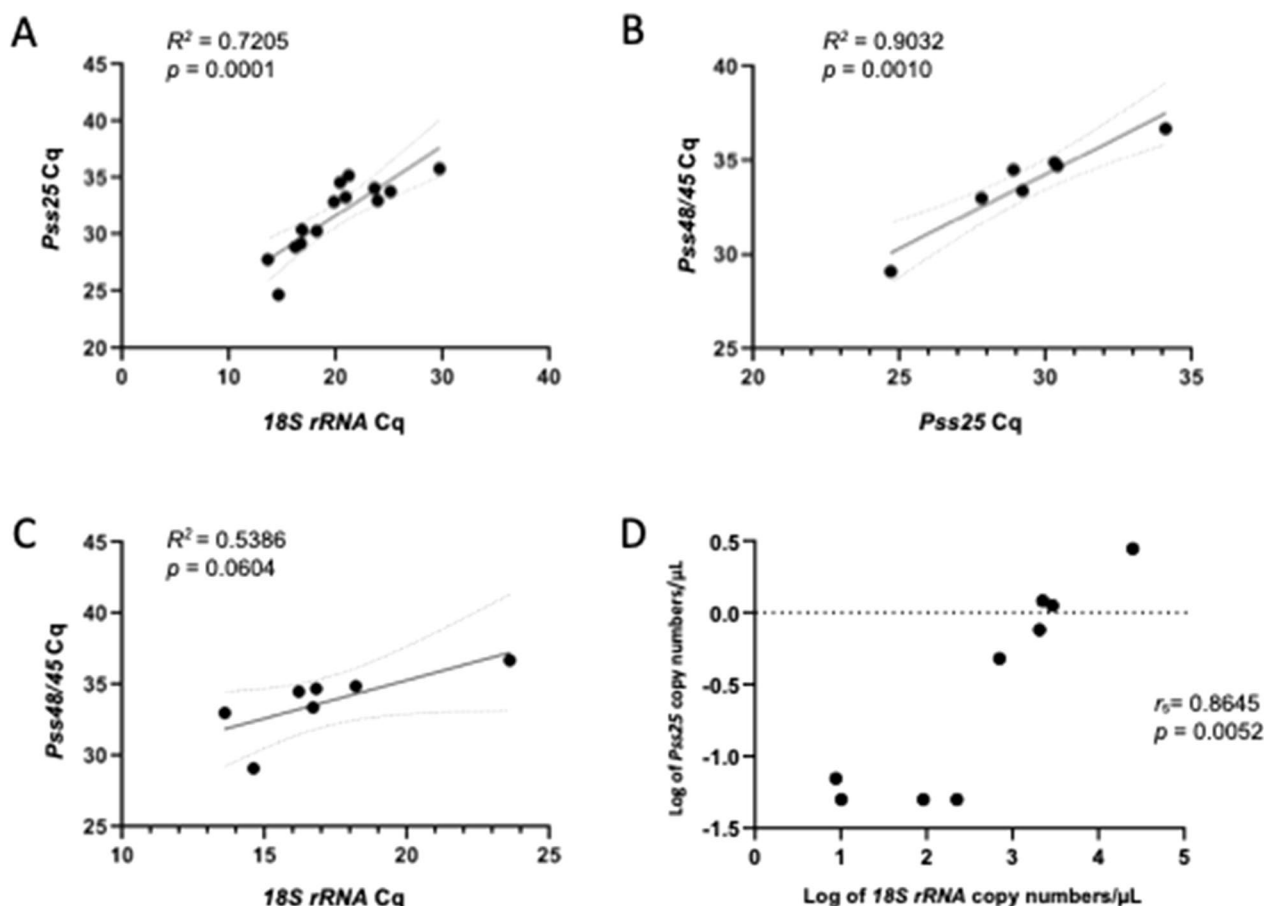 A
R² = 0.7205
p = 0.0001
45
40
35
30
25
20
0 10 20 30 40
Pss25 Cq
18S rRNA Cq
B
R² = 0.9032
p = 0.0010
40
35
30
25
20 25 30 35
Pss48/45 Cq
Pss25 Cq
C
R² = 0.5386
p = 0.0604
45
40
35
30
25
10 15 20 25
Pss48/45 Cq
18S rRNA Cq
D
0.5
0.0
-0.5
-1.0
-1.5
0 1 2 3 4 5
Log of Pss25 copy numbers/µL
rs= 0.8645
p = 0.0052
Log of 18S rRNA copy numbers/µL